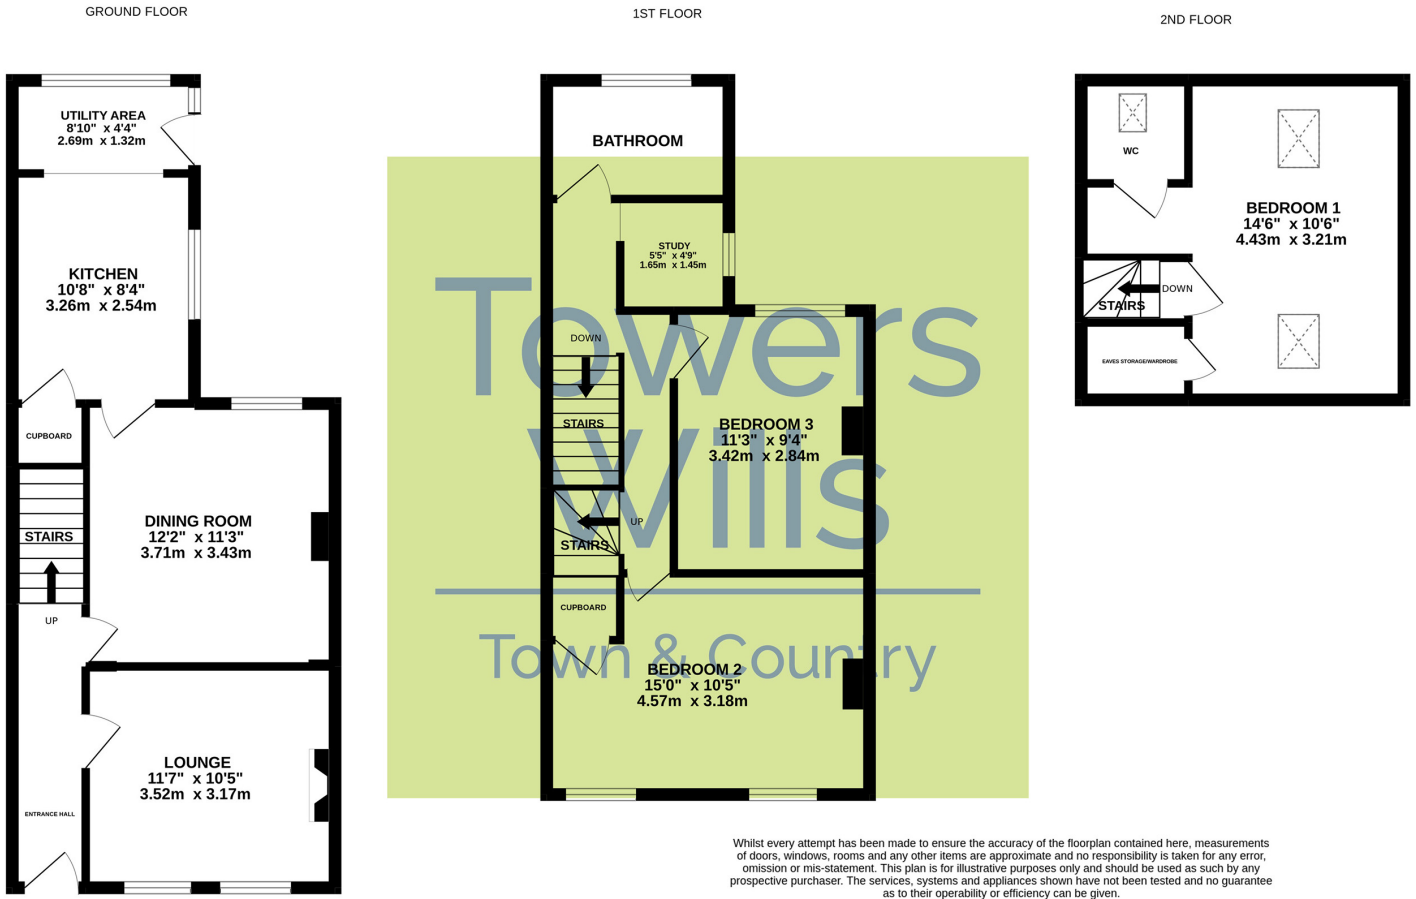 GROUND FLOOR
UTILITY AREA
8'10" x 4'4"
2.69m x 1.32m
KITCHEN
10'8" x 8'4"
3.26m x 2.54m
CUPBOARD
STAIRS
UP
DINING ROOM
12'2" x 11'3"
3.71m x 3.43m
LOUNGE
11'7" x 10'5"
3.52m x 3.17m
ENTRANCE HALL
1ST FLOOR
BATHROOM
STUDY
5'5" x 4'9"
1.65m x 1.45m
DOWN
STAIRS
BEDROOM 3
11'3" x 9'4"
3.42m x 2.84m
UP
STAIRS
CUPBOARD
BEDROOM 2
15'0" x 10'5"
4.57m x 3.18m
Towers
Wills
Town & Country
2ND FLOOR
WC
BEDROOM 1
14'6" x 10'6"
4.43m x 3.21m
DOWN
STAIRS
EAVES STORAGE/WARDROBE
Whilst every attempt has been made to ensure the accuracy of the floorplan contained here, measurements
of doors, windows, rooms and any other items are approximate and no responsibility is taken for any error,
omission or mis-statement. This plan is for illustrative purposes only and should be used as such by any
prospective purchaser. The services, systems and appliances shown have not been tested and no guarantee
as to their operability or efficiency can be given.